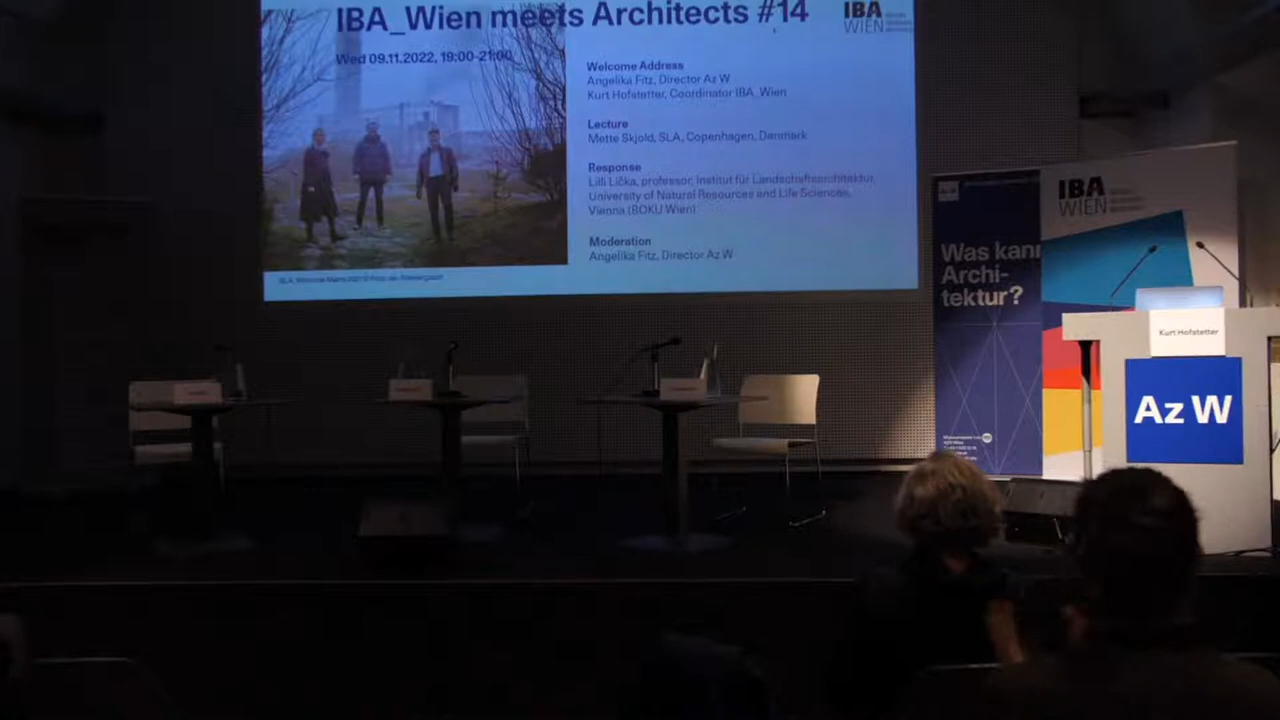 IBA_Wien meets Architects #14
Wed 09.11.2022, 19:00-21:00
IBA
WIEN
Welcome Address
Angelika Fitz, Director Az W
Kurt Hofstetter, Coordinator IBA_Wien
Lecture
Mette Skjold, SLA, Copenhagen, Danmark
Response
Lilli Lička, professor, Institut für Landschaftsarchitektur,
University of Natural Resources and Life Sciences,
Vienna (BOKU Wien)
Moderation
Angelika Fitz, Director Az W
Was kann
Archi-
tektur?
IBA
WIEN
Kurt Hofstetter
Az W